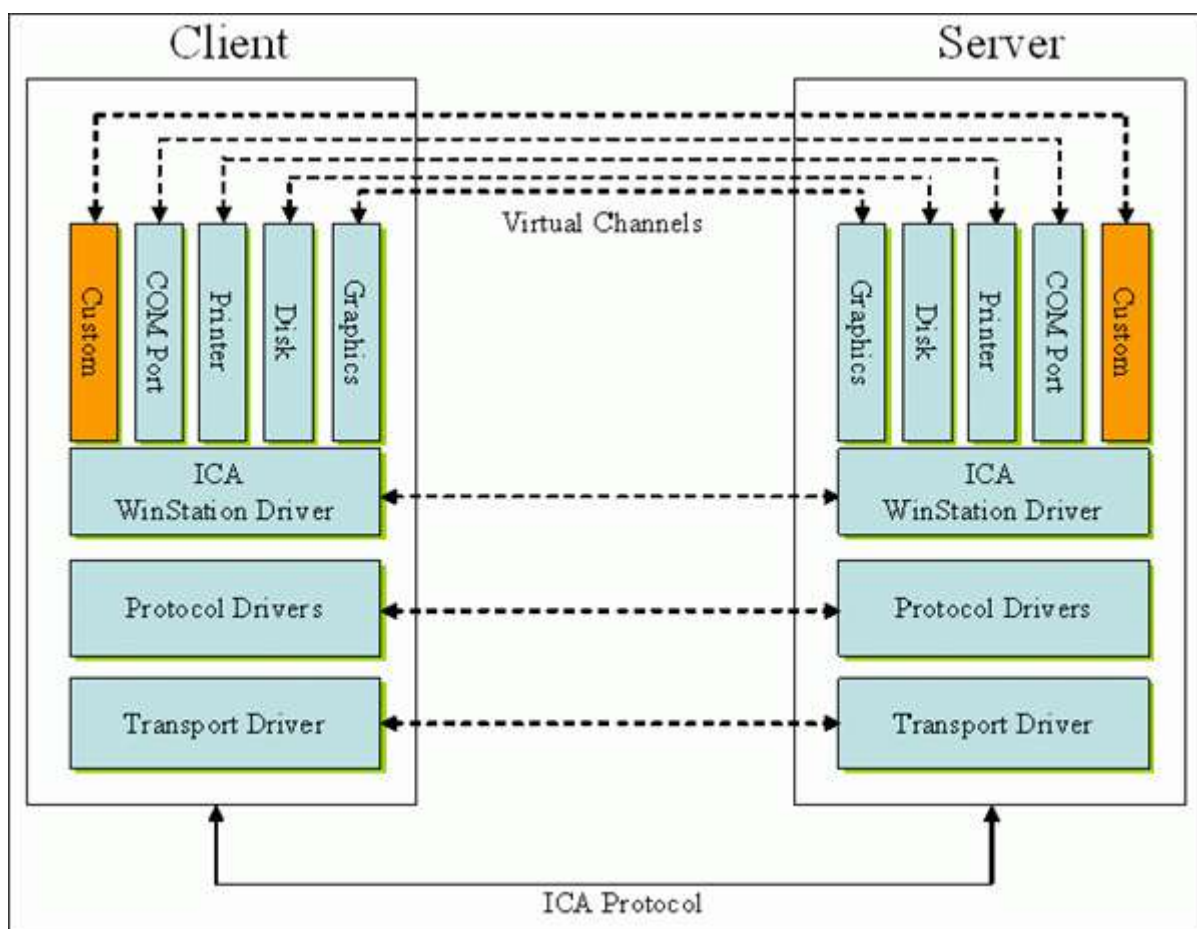 Client
Server
Virtual Channels
Custom
COM Port
Printer
Disk
Graphics
Graphics
Disk
Printer
COM Port
Custom
ICA
WinStation Driver
ICA
WinStation Driver
Protocol Drivers
Protocol Drivers
Transport Driver
Transport Driver
ICA Protocol